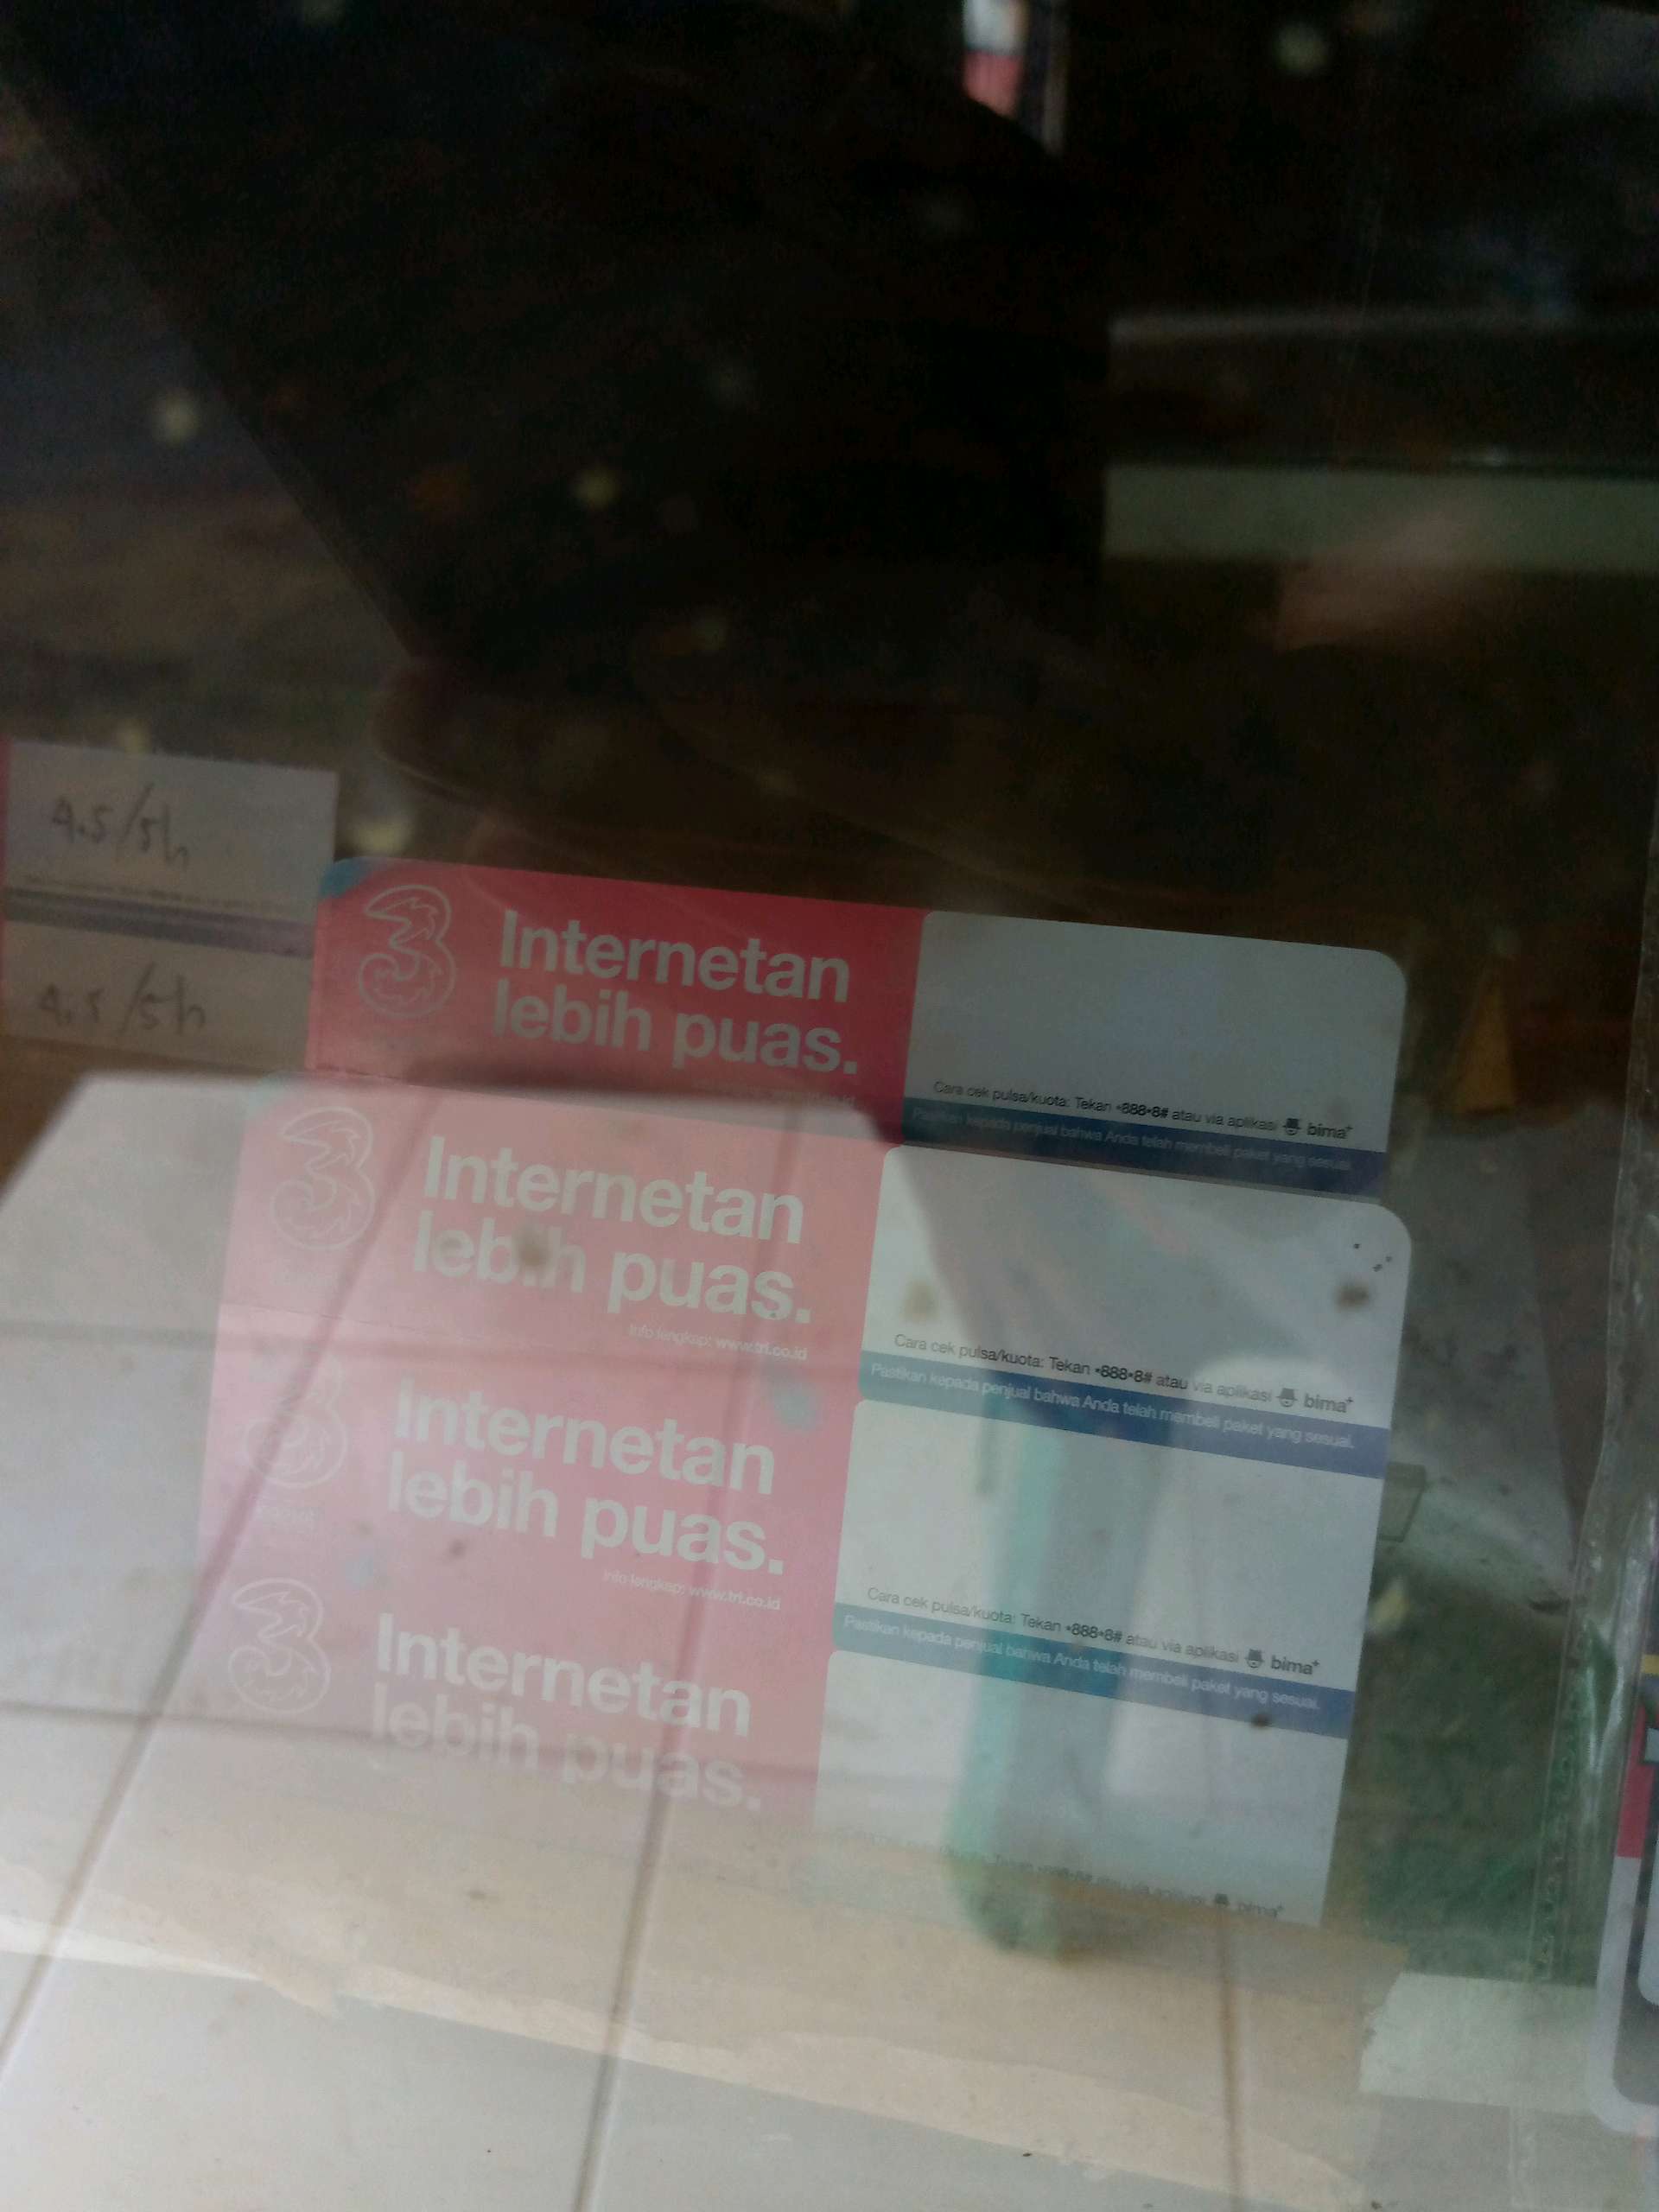 4.5/5h
4.5/5h
3
Internetan
lebih puas.
Cara cek pulsa/kuota: Tekan *888*8# atau via aplikasi bima+
Pastikan kepada penjual bahwa Anda telah membeli paket yang sesuai.
3
Internetan
lebih puas.
Info lengkap: www.tri.co.id
Cara cek pulsa/kuota: Tekan *888*8# atau via aplikasi bima+
Pastikan kepada penjual bahwa Anda telah membeli paket yang sesuai.
3
Internetan
lebih puas.
Info lengkap: www.tri.co.id
Cara cek pulsa/kuota: Tekan *888*8# atau via aplikasi bima+
Pastikan kepada penjual bahwa Anda telah membeli paket yang sesuai.
3
Internetan
lebih puas.
bima+